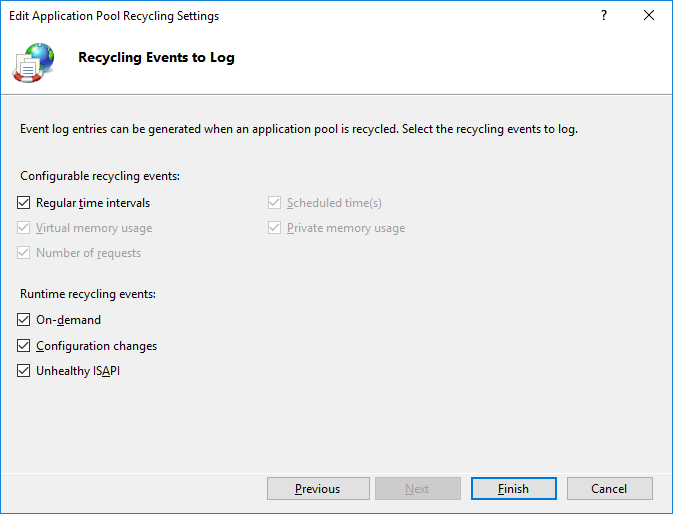 Edit Application Pool Recycling Settings
?
Recycling Events to Log
Event log entries can be generated when an application pool is recycled. Select the recycling events to log.
Configurable recycling events:
Regular time intervals
Scheduled time(s)
Virtual memory usage
Private memory usage
Number of requests
Runtime recycling events:
On-demand
Configuration changes
Unhealthy ISAPI
Previous
Next
Finish
Cancel